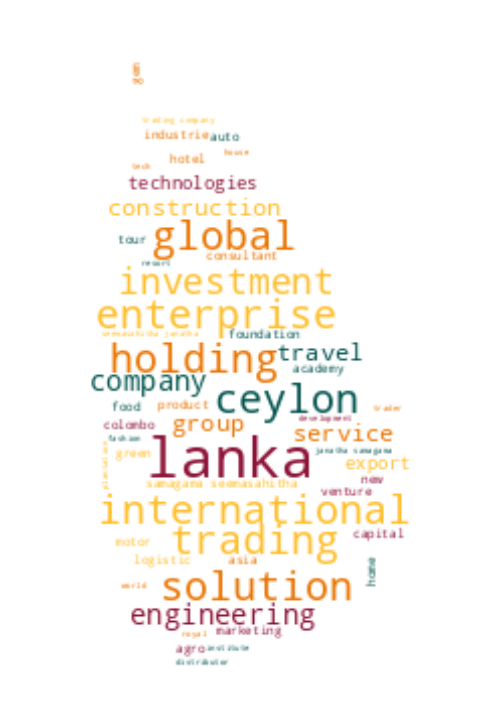 gem
trading company
industrie auto
house
hotel
tech
technologies
construction
tour global
consultant
resort
investment
enterprise
seemasahitha janatha foundation
holding travel
academy
company ceylon
food product trader
development
colombo group service
fashion
lanka janatha samagama
green export
plantation
new
samagama seemasahitha
venture
international
trading capital
motor
logistic asia
home
world solution
engineering
royal marketing
agro institute
distributor